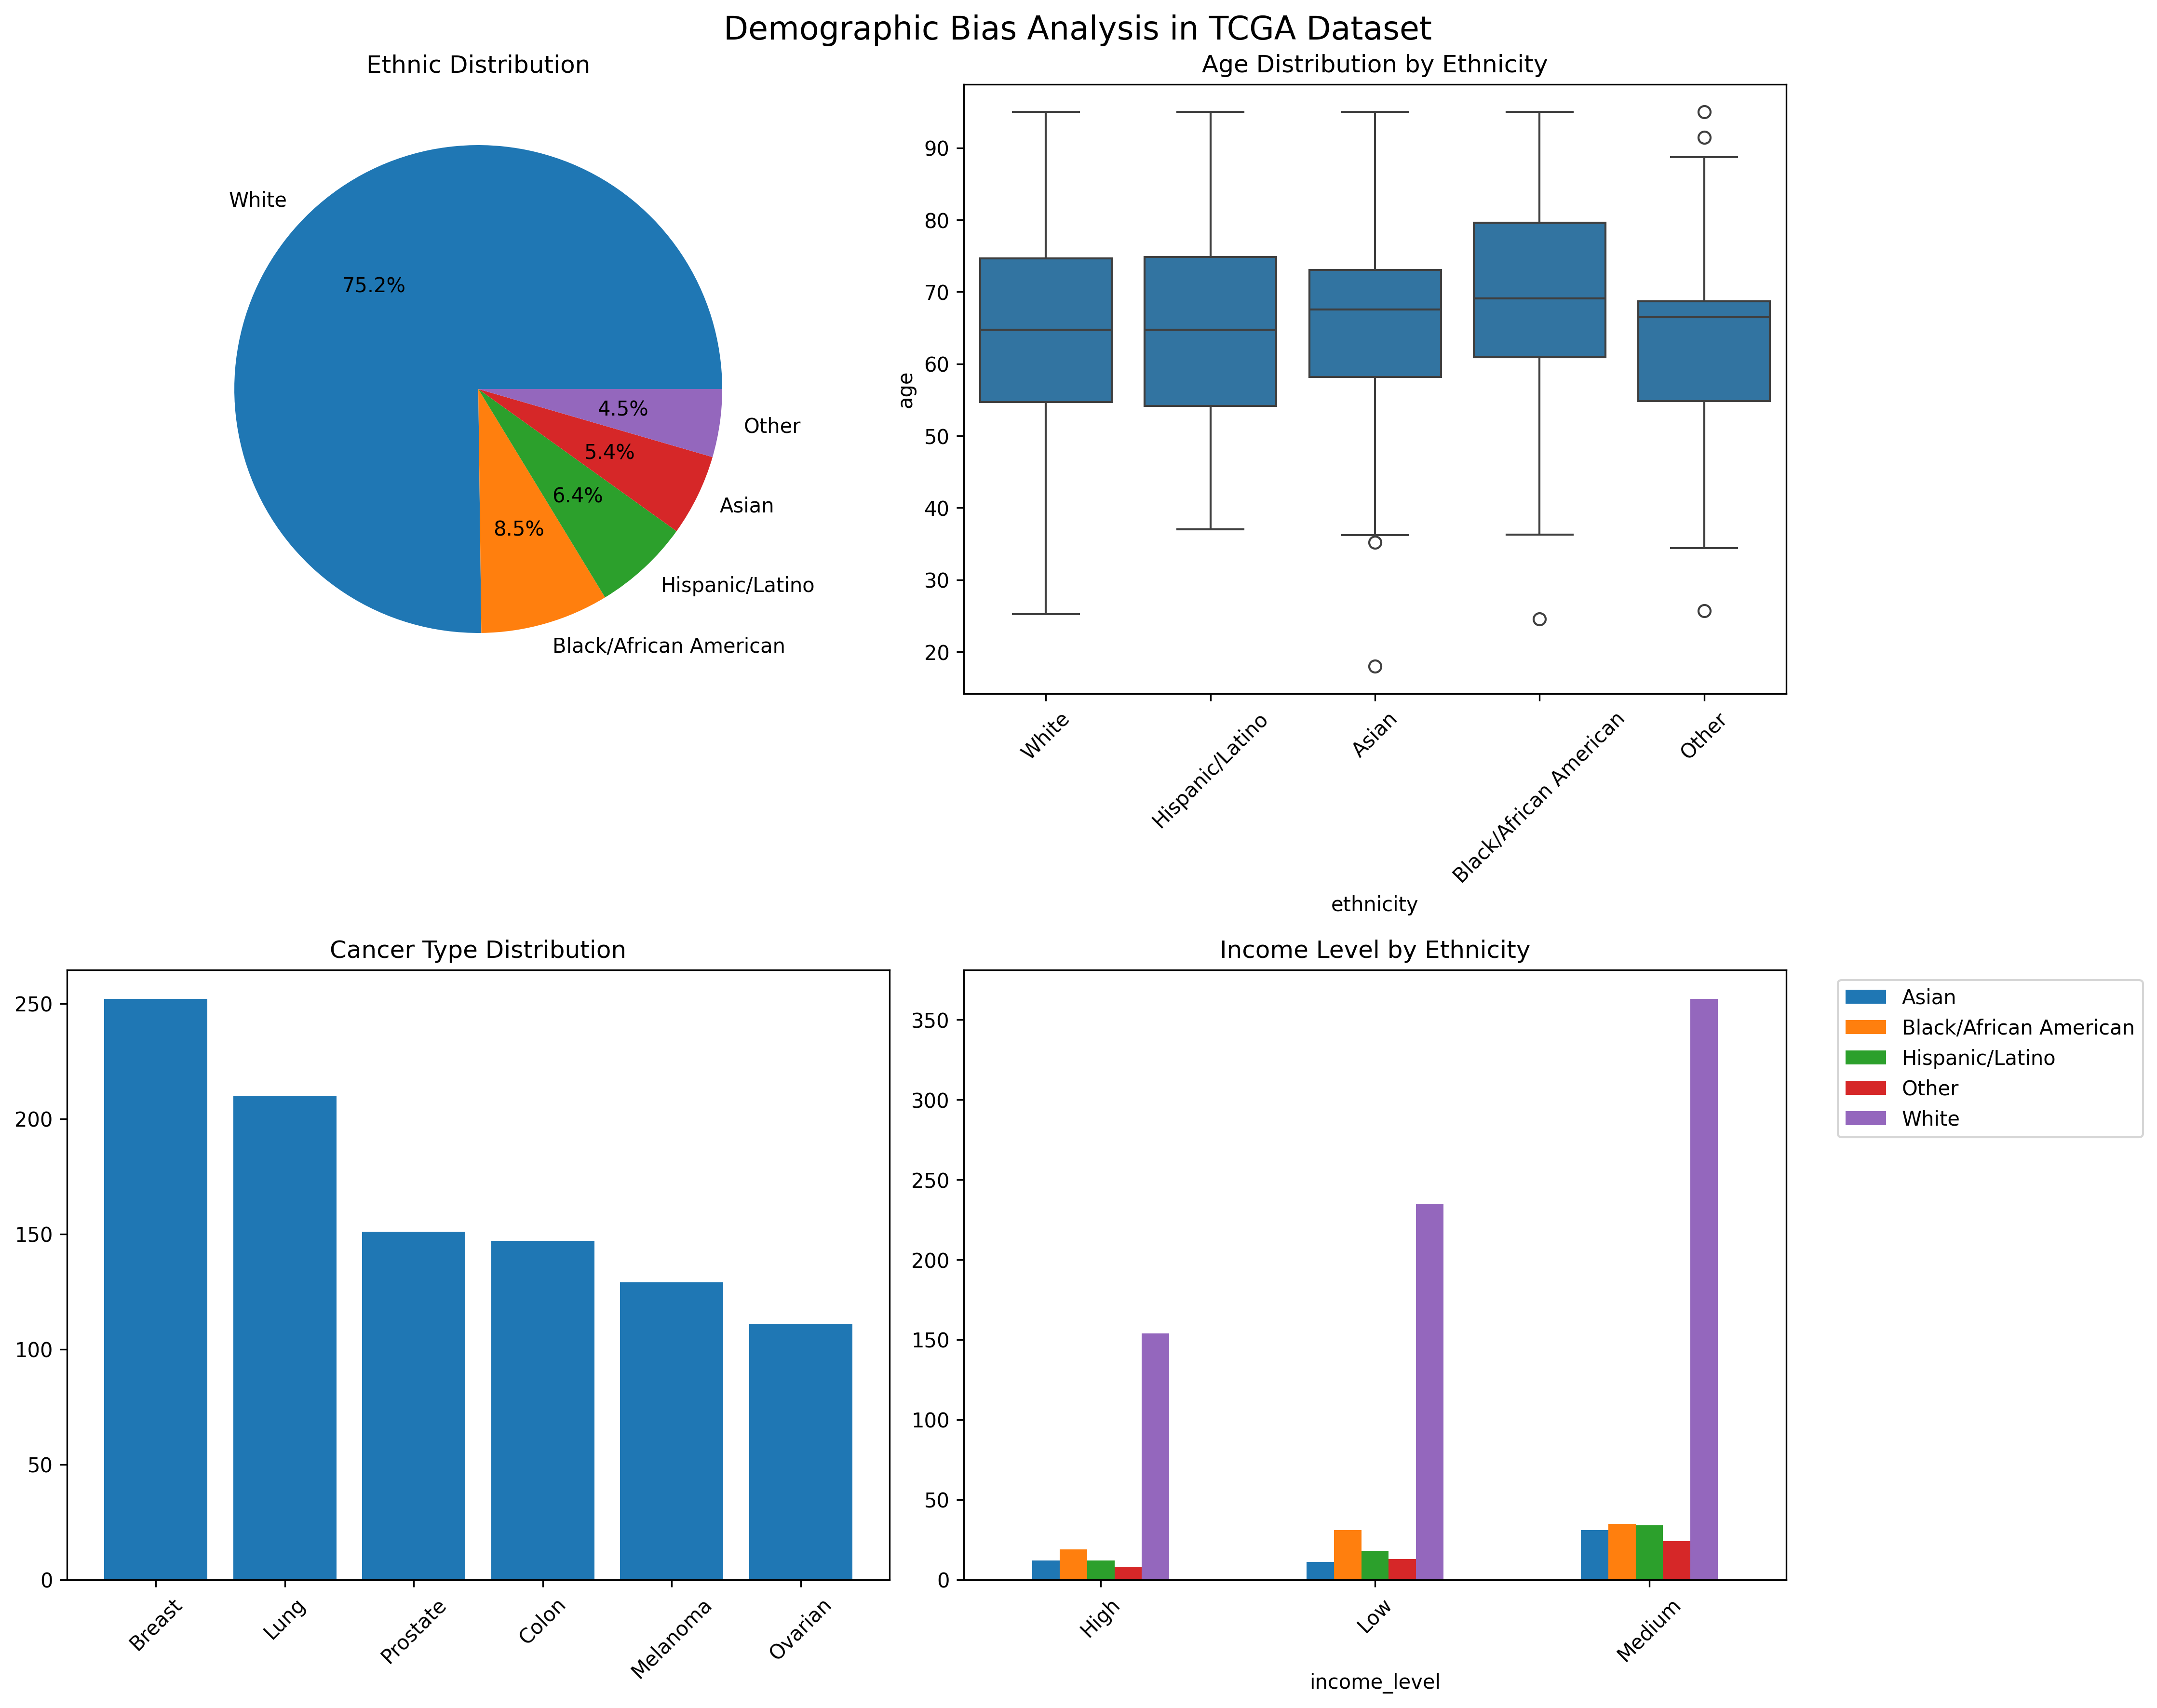 Demographic Bias Analysis in TCGA Dataset
Ethnic Distribution
White
75.2%
4.5%
Other
5.4%
Asian
6.4%
Hispanic/Latino
8.5%
Black/African American
Age Distribution by Ethnicity
age
90
80
70
60
50
40
30
20
White
Hispanic/Latino
Asian
Black/African American
Other
ethnicity
Cancer Type Distribution
250
200
150
100
50
0
Breast
Lung
Prostate
Colon
Melanoma
Ovarian
Income Level by Ethnicity
350
300
250
200
150
100
50
0
High
Low
Medium
income_level
Asian
Black/African American
Hispanic/Latino
Other
White